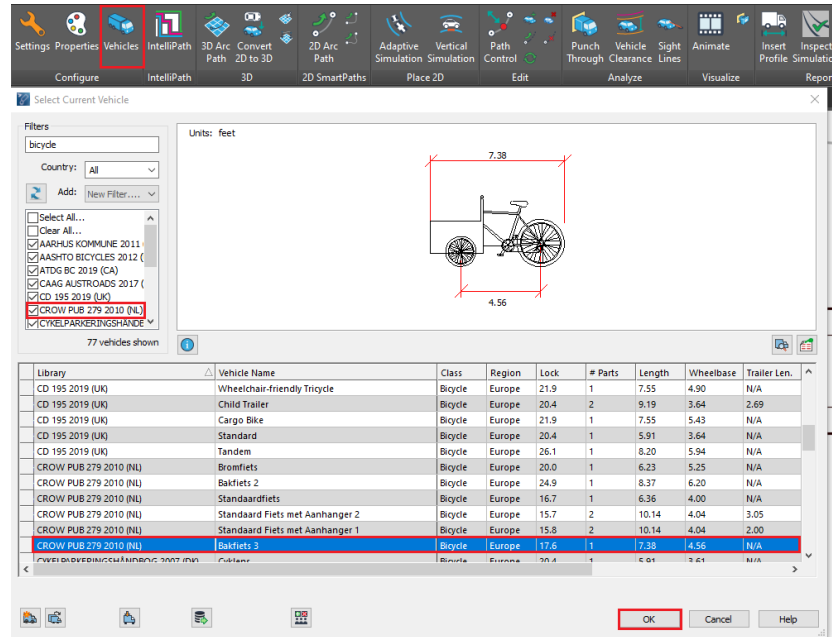 Settings Properties Vehicles IntelliPath 3D Arc Path Convert 2D to 3D 2D Arc Path Adaptive Simulation Vertical Simulation Path Control Punch Through Vehicle Clearance Sight Lines Animate Insert Profile
Configure IntelliPath 3D 2D SmartPaths Place 2D Edit Analyze Visualize
Select Current Vehicle
Filters
bicycle
Country: All
Add: New Filter....
Select All...
Clear All...
AARHUS KOMMUNE 2011
AASHTO BICYCLES 2012 (
ATDG BC 2019 (CA)
CAAG AUSTROADS 2017 (
CD 195 2019 (UK)
CROW PUB 279 2010 (NL)
CYKELPARKERINGSHÅNDE
77 vehicles shown
Units: feet
7.38
4.56
Library Vehicle Name Class Region Lock # Parts Length Wheelbase Trailer Len.
CD 195 2019 (UK) Wheelchair-friendly Tricycle Bicycle Europe 21.9 1 7.55 4.90 N/A
CD 195 2019 (UK) Child Trailer Bicycle Europe 20.4 2 9.19 3.64 2.69
CD 195 2019 (UK) Cargo Bike Bicycle Europe 21.9 1 7.55 5.43 N/A
CD 195 2019 (UK) Standard Bicycle Europe 20.4 1 5.91 3.64 N/A
CD 195 2019 (UK) Tandem Bicycle Europe 26.1 1 8.20 5.94 N/A
CROW PUB 279 2010 (NL) Bromfiets Bicycle Europe 20.0 1 6.23 5.25 N/A
CROW PUB 279 2010 (NL) Bakfiets 2 Bicycle Europe 24.9 1 8.37 6.20 N/A
CROW PUB 279 2010 (NL) Standaardfiets Bicycle Europe 16.7 1 6.36 4.00 N/A
CROW PUB 279 2010 (NL) Standaard Fiets met Aanhanger 2 Bicycle Europe 15.7 2 10.14 4.04 3.05
CROW PUB 279 2010 (NL) Standaard Fiets met Aanhanger 1 Bicycle Europe 15.8 2 10.14 4.04 2.00
CROW PUB 279 2010 (NL) Bakfiets 3 Bicycle Europe 17.6 1 7.38 4.56 N/A
CYKELPARKERINGSHÅNDBOG 2007 (DK) Cyklens Bicycle Europe 20.4 1 5.91 3.61 N/A
OK Cancel Help